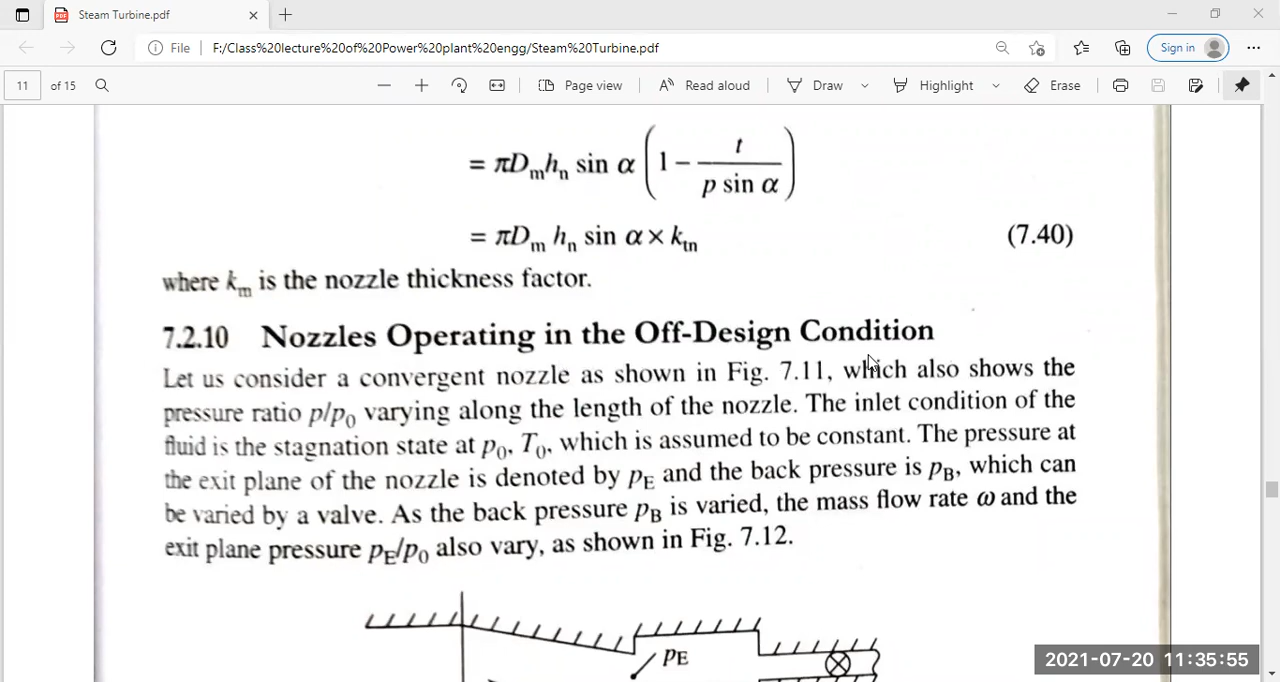 Steam Turbine.pdf
File F:/Class%20lecture%20of%20Power%20plant%20engg/Steam%20Turbine.pdf Sign in
11 of 15 Page view Read aloud Draw Highlight Erase
= πDₘhₙ sin α (1 − t / (p sin α))
= πDₘ hₙ sin α × kₜₙ (7.40)
where kₘ is the nozzle thickness factor.
7.2.10 Nozzles Operating in the Off-Design Condition
Let us consider a convergent nozzle as shown in Fig. 7.11, which also shows the
pressure ratio p/p₀ varying along the length of the nozzle. The inlet condition of the
fluid is the stagnation state at p₀, T₀, which is assumed to be constant. The pressure at
the exit plane of the nozzle is denoted by pE and the back pressure is pB, which can
be varied by a valve. As the back pressure pB is varied, the mass flow rate ω and the
exit plane pressure pE/p₀ also vary, as shown in Fig. 7.12.
pE
2021-07-20 11:35:55